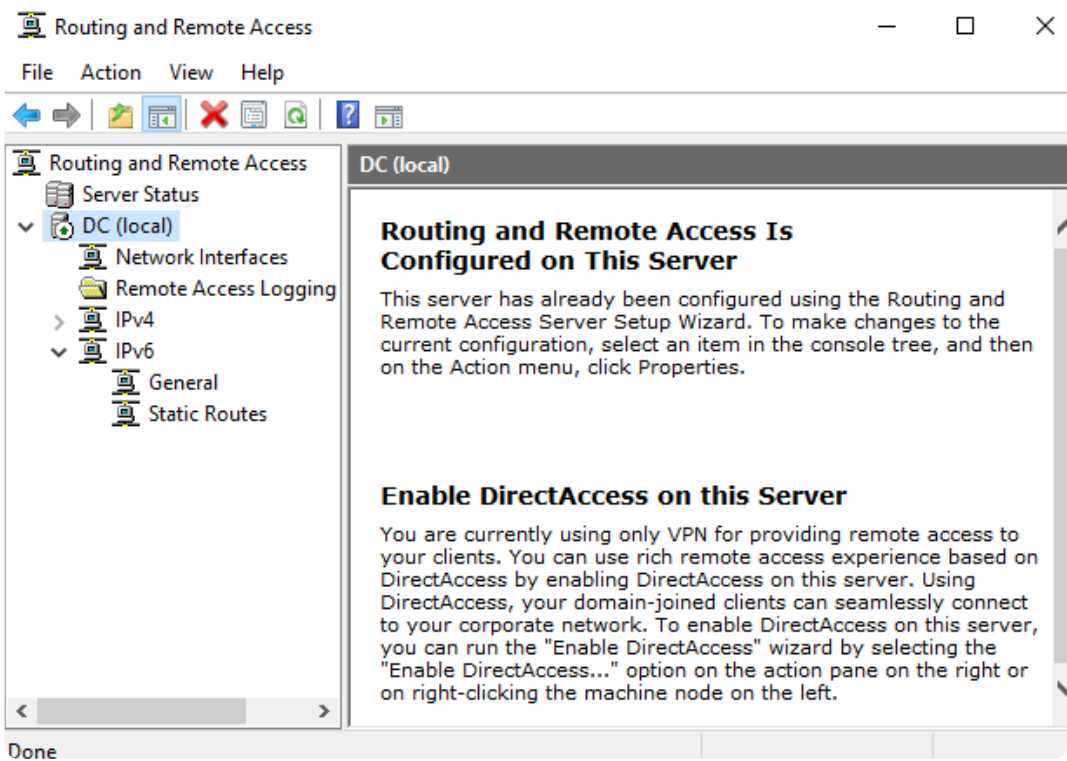 Routing and Remote Access
File Action View Help
Routing and Remote Access
Server Status
DC (local)
Network Interfaces
Remote Access Logging
IPv4
IPv6
General
Static Routes
DC (local)
Routing and Remote Access Is
Configured on This Server
This server has already been configured using the Routing and
Remote Access Server Setup Wizard. To make changes to the
current configuration, select an item in the console tree, and then
on the Action menu, click Properties.
Enable DirectAccess on this Server
You are currently using only VPN for providing remote access to
your clients. You can use rich remote access experience based on
DirectAccess by enabling DirectAccess on this server. Using
DirectAccess, your domain-joined clients can seamlessly connect
to your corporate network. To enable DirectAccess on this server,
you can run the "Enable DirectAccess" wizard by selecting the
"Enable DirectAccess..." option on the action pane on the right or
on right-clicking the machine node on the left.
Done